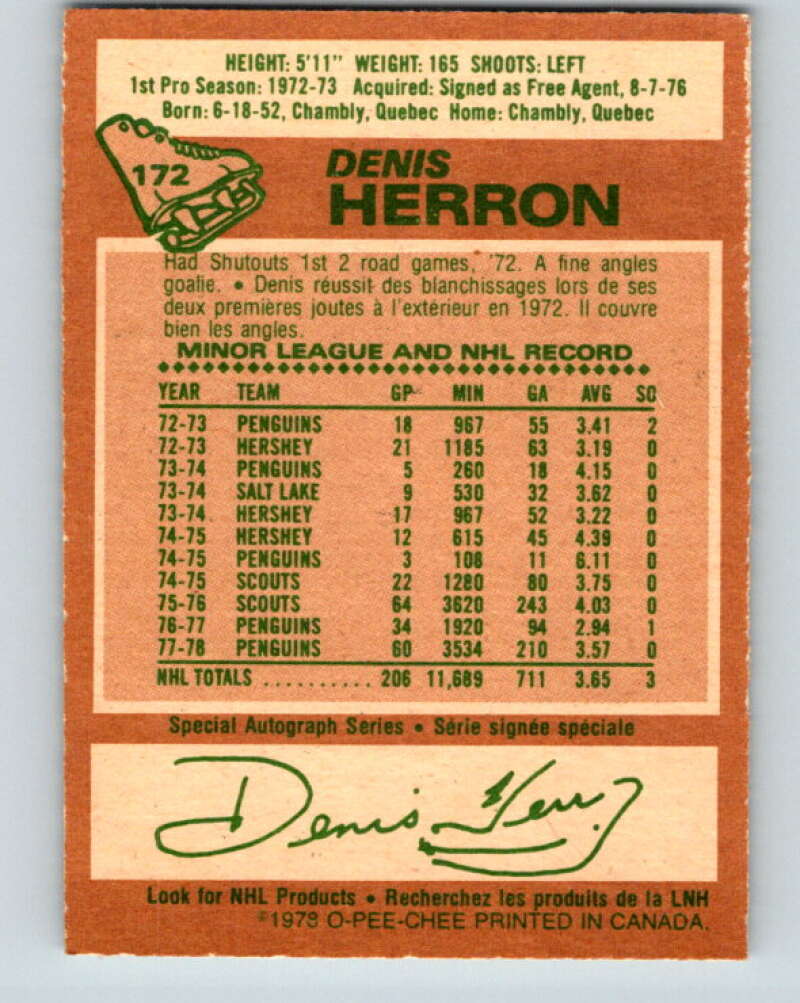 HEIGHT: 5'11" WEIGHT: 165 SHOOTS: LEFT
1st Pro Season: 1972-73 Acquired: Signed as Free Agent, 8-7-76
Born: 6-18-52, Chambly, Quebec Home: Chambly, Quebec
172
DENIS
HERRON
Had Shutouts 1st 2 road games, '72. A fine angles
goalie. • Denis réussit des blanchissages lors de ses
deux premières joutes à l'extérieur en 1972. Il couvre
bien les angles.
MINOR LEAGUE AND NHL RECORD
YEAR TEAM GP MIN GA AVG SO
72-73 PENGUINS 18 967 55 3.41 2
72-73 HERSHEY 21 1185 63 3.19 0
73-74 PENGUINS 5 260 18 4.15 0
73-74 SALT LAKE 9 530 32 3.62 0
73-74 HERSHEY 17 967 52 3.22 0
74-75 HERSHEY 12 615 45 4.39 0
74-75 PENGUINS 3 108 11 6.11 0
74-75 SCOUTS 22 1280 80 3.75 0
75-76 SCOUTS 64 3620 243 4.03 0
76-77 PENGUINS 34 1920 94 2.94 1
77-78 PENGUINS 60 3534 210 3.57 0
NHL TOTALS .......... 206 11,689 711 3.65 3
Special Autograph Series • Série signée spéciale
Denis Herron
Look for NHL Products • Recherchez les produits de la LNH
©1978 O-PEE-CHEE PRINTED IN CANADA.